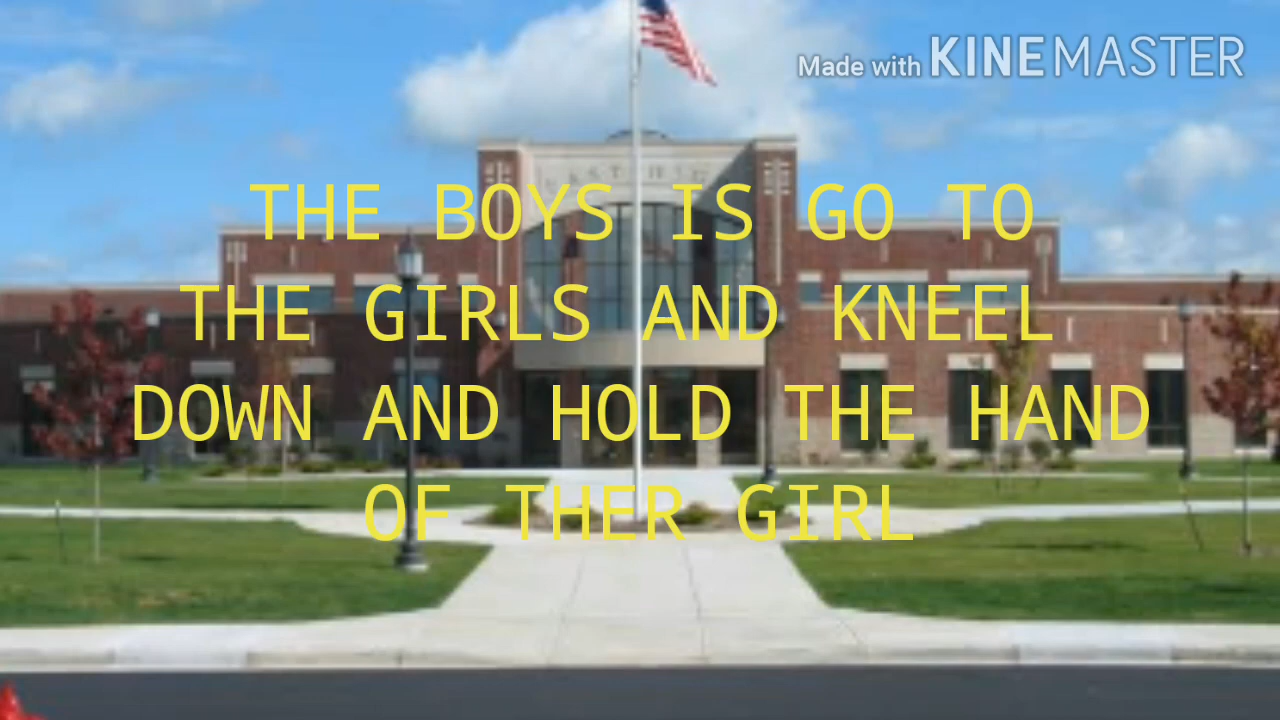 Made with KINEMASTER
THE BOYS IS GO TO
THE GIRLS AND KNEEL
DOWN AND HOLD THE HAND
OF THER GIRL